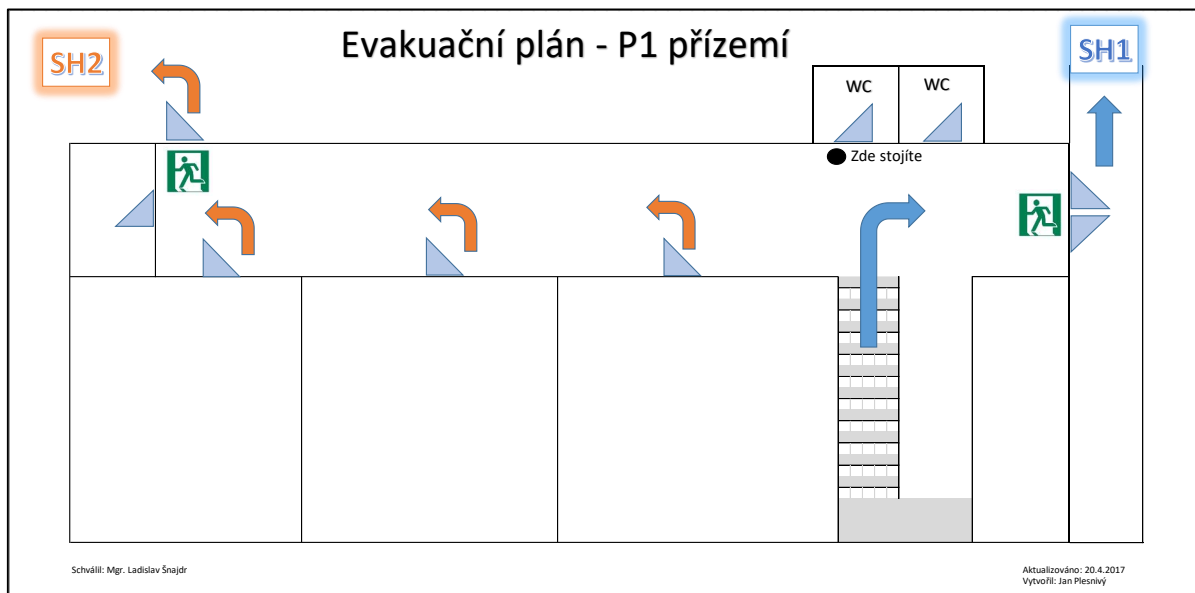 SH2
Evakuační plán - P1 přízemí
SH1
WC
WC
Zde stojíte
Schválil: Mgr. Ladislav Šnajdr
Aktualizováno: 20.4.2017
Vytvořil: Jan Plesnivý